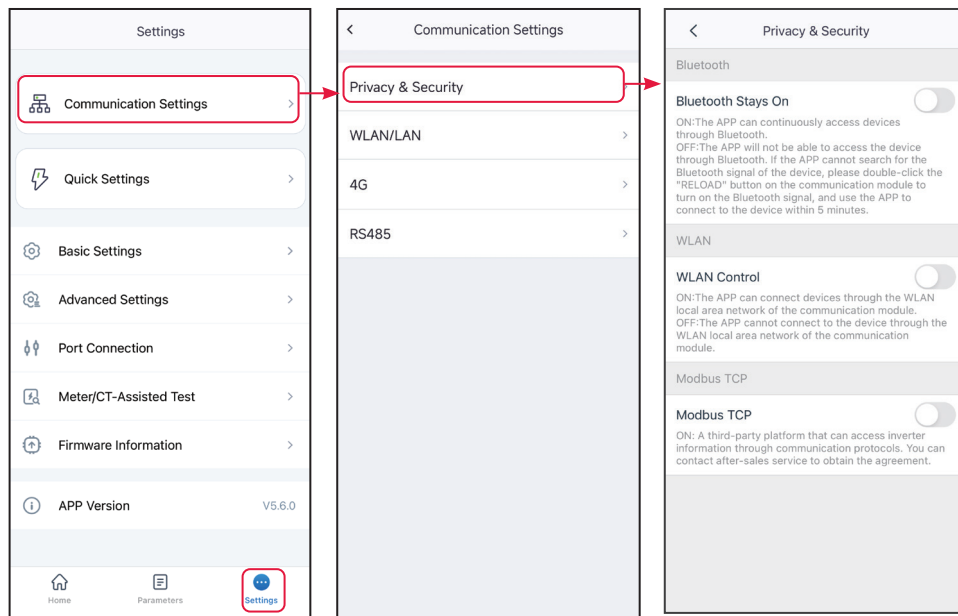 Settings
Communication Settings
Quick Settings
Basic Settings
Advanced Settings
Port Connection
Meter/CT-Assisted Test
Firmware Information
APP Version V5.6.0
Home Parameters Settings
Communication Settings
Privacy & Security
WLAN/LAN
4G
RS485
Privacy & Security
Bluetooth
Bluetooth Stays On
ON:The APP can continuously access devices
through Bluetooth.
OFF:The APP will not be able to access the device
through Bluetooth. If the APP cannot search for the
Bluetooth signal of the device, please double-click the
"RELOAD" button on the communication module to
turn on the Bluetooth signal, and use the APP to
connect to the device within 5 minutes.
WLAN
WLAN Control
ON:The APP can connect devices through the WLAN
local area network of the communication module.
OFF:The APP cannot connect to the device through the
WLAN local area network of the communication
module.
Modbus TCP
Modbus TCP
ON: A third-party platform that can access inverter
information through communication protocols. You can
contact after-sales service to obtain the agreement.